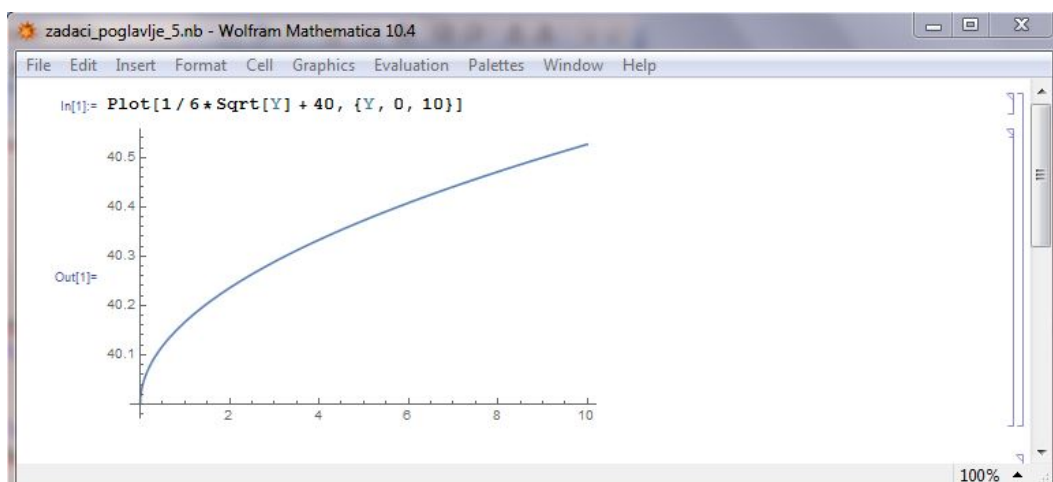 zadaci_poglavlje_5.nb - Wolfram Mathematica 10.4
File Edit Insert Format Cell Graphics Evaluation Palettes Window Help
In[1]:= Plot[1 / 6 * Sqrt[Y] + 40, {Y, 0, 10}]
40.5
40.4
40.3
Out[1]=
40.2
40.1
2 4 6 8 10
100%